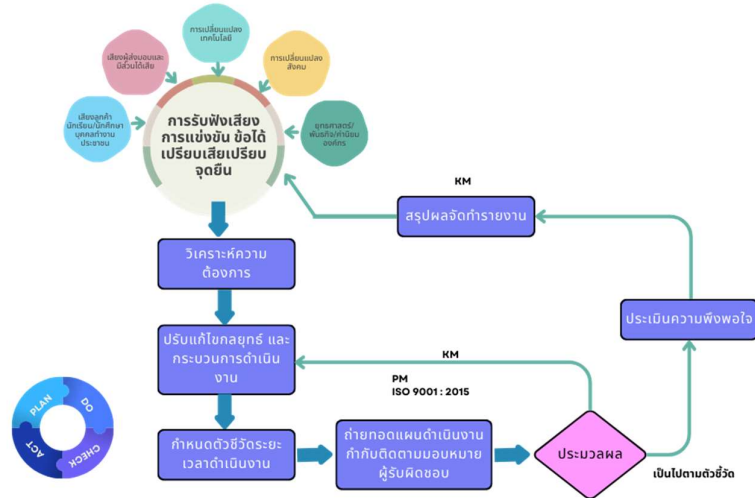 การเปลี่ยนแปลง
เทคโนโลยี
เสียงผู้ส่งมอบและ
มีส่วนได้เสีย
การเปลี่ยนแปลง
สังคม
เสียงลูกค้า
นักเรียน/นักศึกษา
บุคคลทำงาน
ประชาชน
การรับฟังเสียง
การแข่งขัน ข้อได้
เปรียบเสียเปรียบ
จุดยืน
ยุทธศาสตร์/
พันธกิจ/ค่านิยม
องค์กร
KM
สรุปผลจัดทำรายงาน
วิเคราะห์ความ
ต้องการ
ประเมินความพึงพอใจ
ปรับแก้ไขกลยุทธ์ และ
กระบวนการดำเนิน
งาน
KM
PM
ISO 9001 : 2015
PLAN
DO
CHECK
ACT
กำหนดตัวชี้วัดระยะ
เวลาดำเนินงาน
ถ่ายทอดแผนดำเนินงาน
กำกับติดตามมอบหมาย
ผู้รับผิดชอบ
ประมวลผล
เป็นไปตามตัวชี้วัด